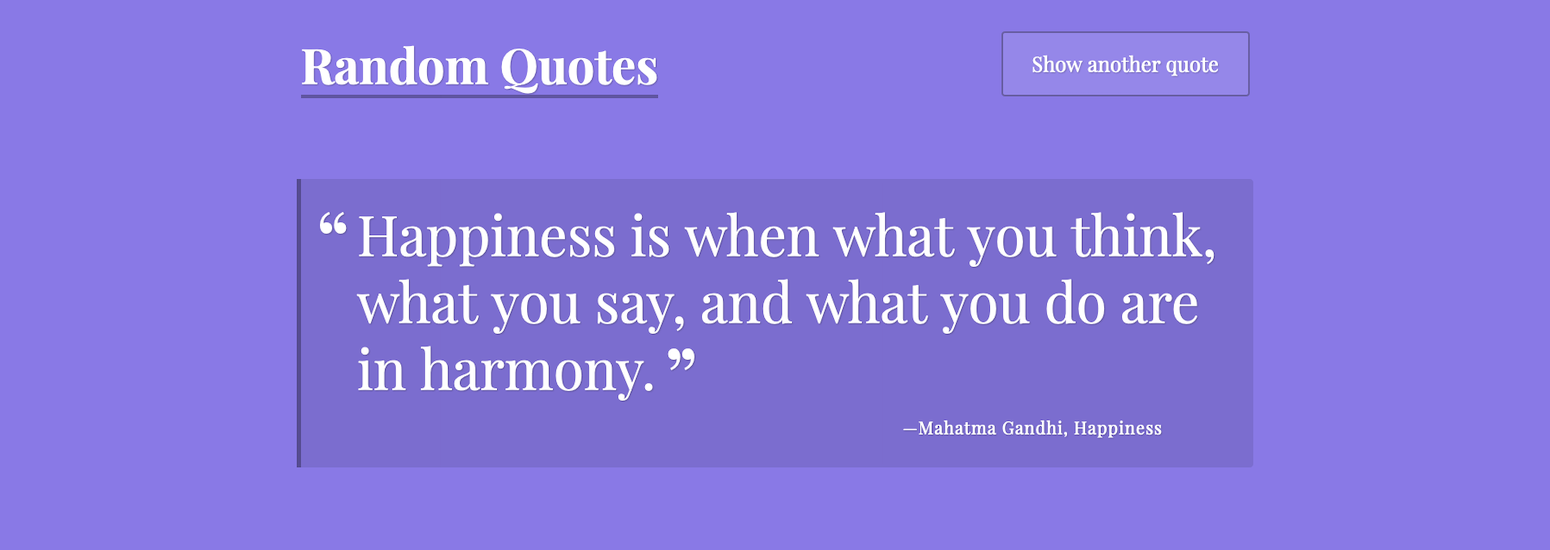 Random Quotes
Show another quote
“Happiness is when what you think,
what you say, and what you do are
in harmony.”
—Mahatma Gandhi, Happiness